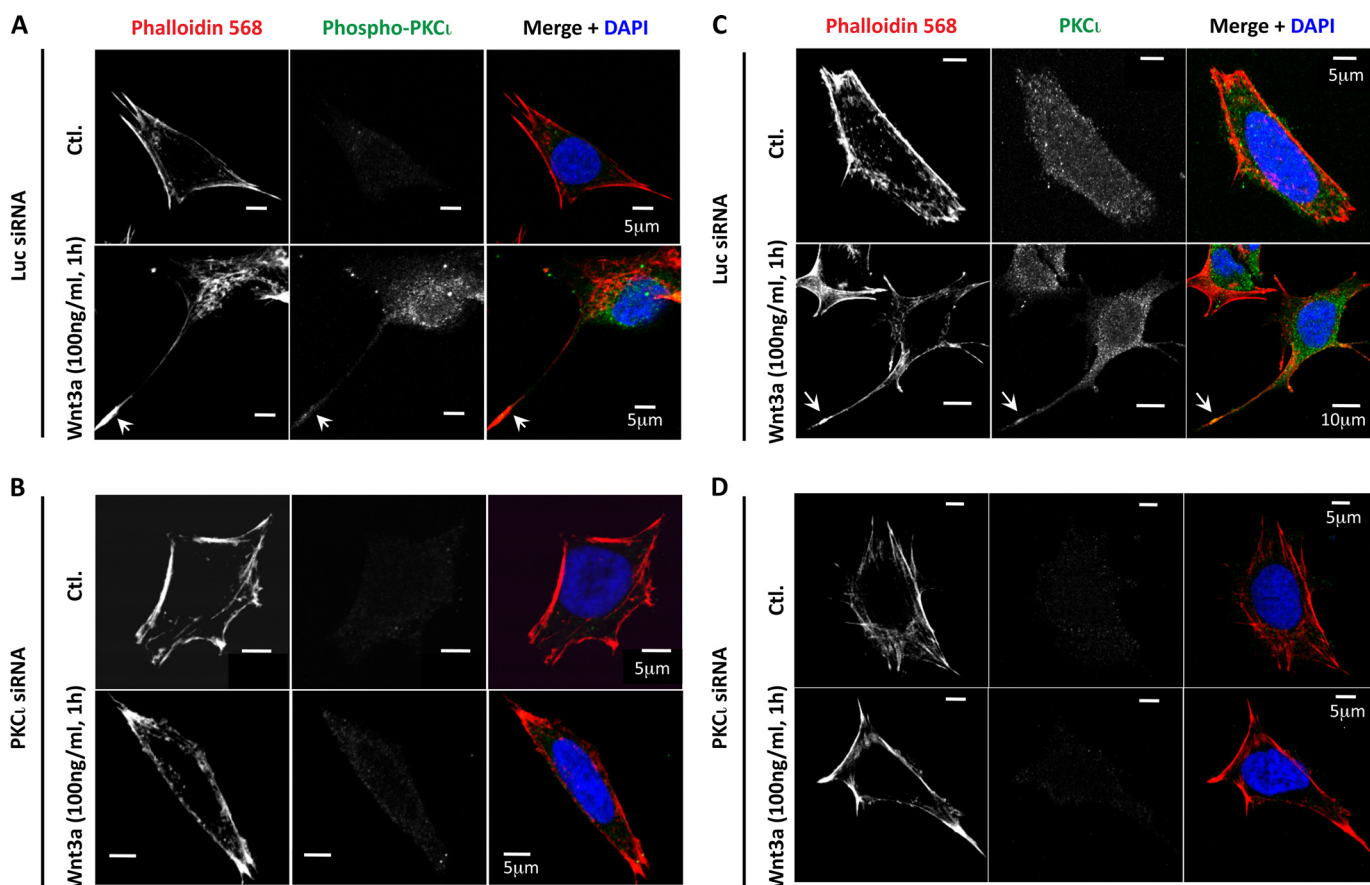 A
Phalloidin 568
Phospho-PKCι
Merge + DAPI
Luc siRNA
Ctl.
5μm
Wnt3a (100ng/ml, 1h)
5μm
B
PKCι siRNA
Ctl.
5μm
Wnt3a (100ng/ml, 1h)
5μm
C
Phalloidin 568
PKCι
Merge + DAPI
Luc siRNA
Ctl.
5μm
Wnt3a (100ng/ml, 1h)
10μm
D
PKCι siRNA
Ctl.
5μm
Wnt3a (100ng/ml, 1h)
5μm